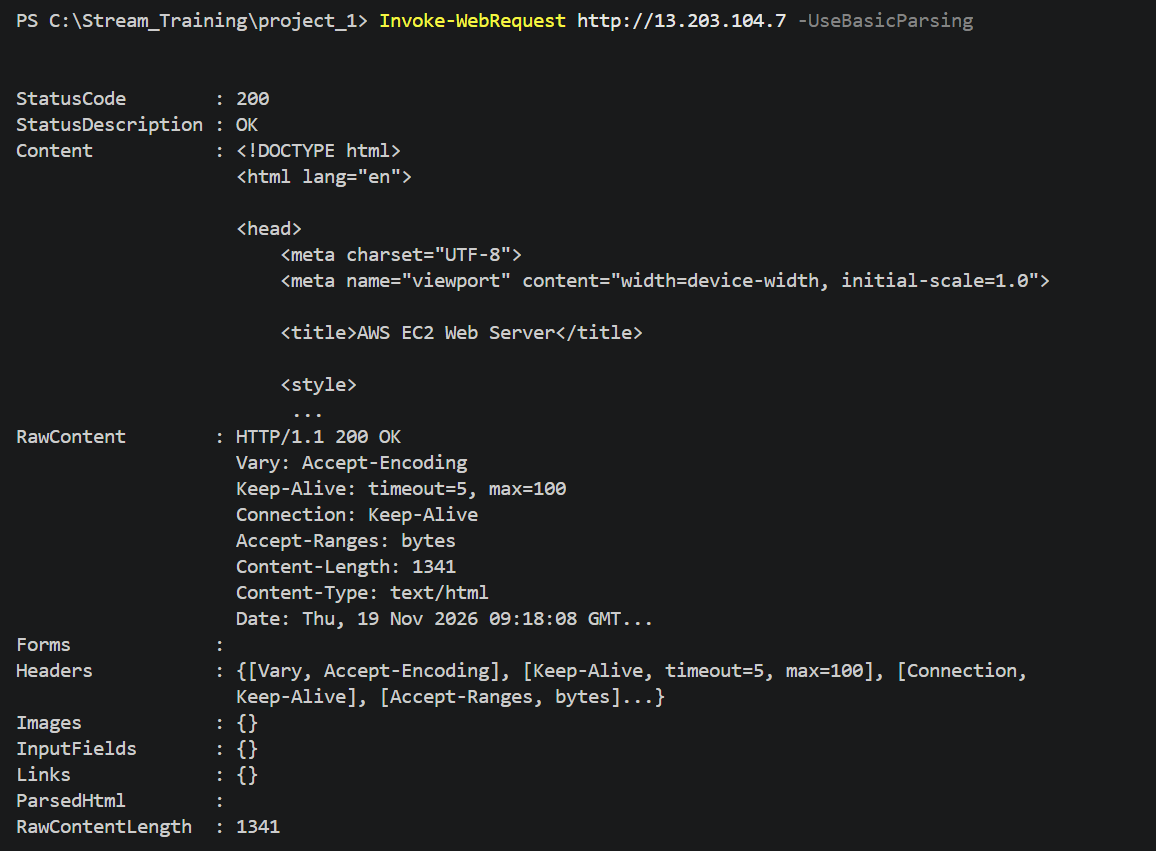 PS C:\Stream_Training\project_1> Invoke-WebRequest http://13.203.104.7 -UseBasicParsing
StatusCode        : 200
StatusDescription : OK
Content           : <!DOCTYPE html>
                    <html lang="en">
                    <head>
                        <meta charset="UTF-8">
                        <meta name="viewport" content="width=device-width, initial-scale=1.0">
                        <title>AWS EC2 Web Server</title>
                        <style>
                         ...
RawContent        : HTTP/1.1 200 OK
                    Vary: Accept-Encoding
                    Keep-Alive: timeout=5, max=100
                    Connection: Keep-Alive
                    Accept-Ranges: bytes
                    Content-Length: 1341
                    Content-Type: text/html
                    Date: Thu, 19 Nov 2026 09:18:08 GMT...
Forms             :
Headers           : {[Vary, Accept-Encoding], [Keep-Alive, timeout=5, max=100], [Connection,
                    Keep-Alive], [Accept-Ranges, bytes]...}
Images            : {}
InputFields       : {}
Links             : {}
ParsedHtml        :
RawContentLength  : 1341